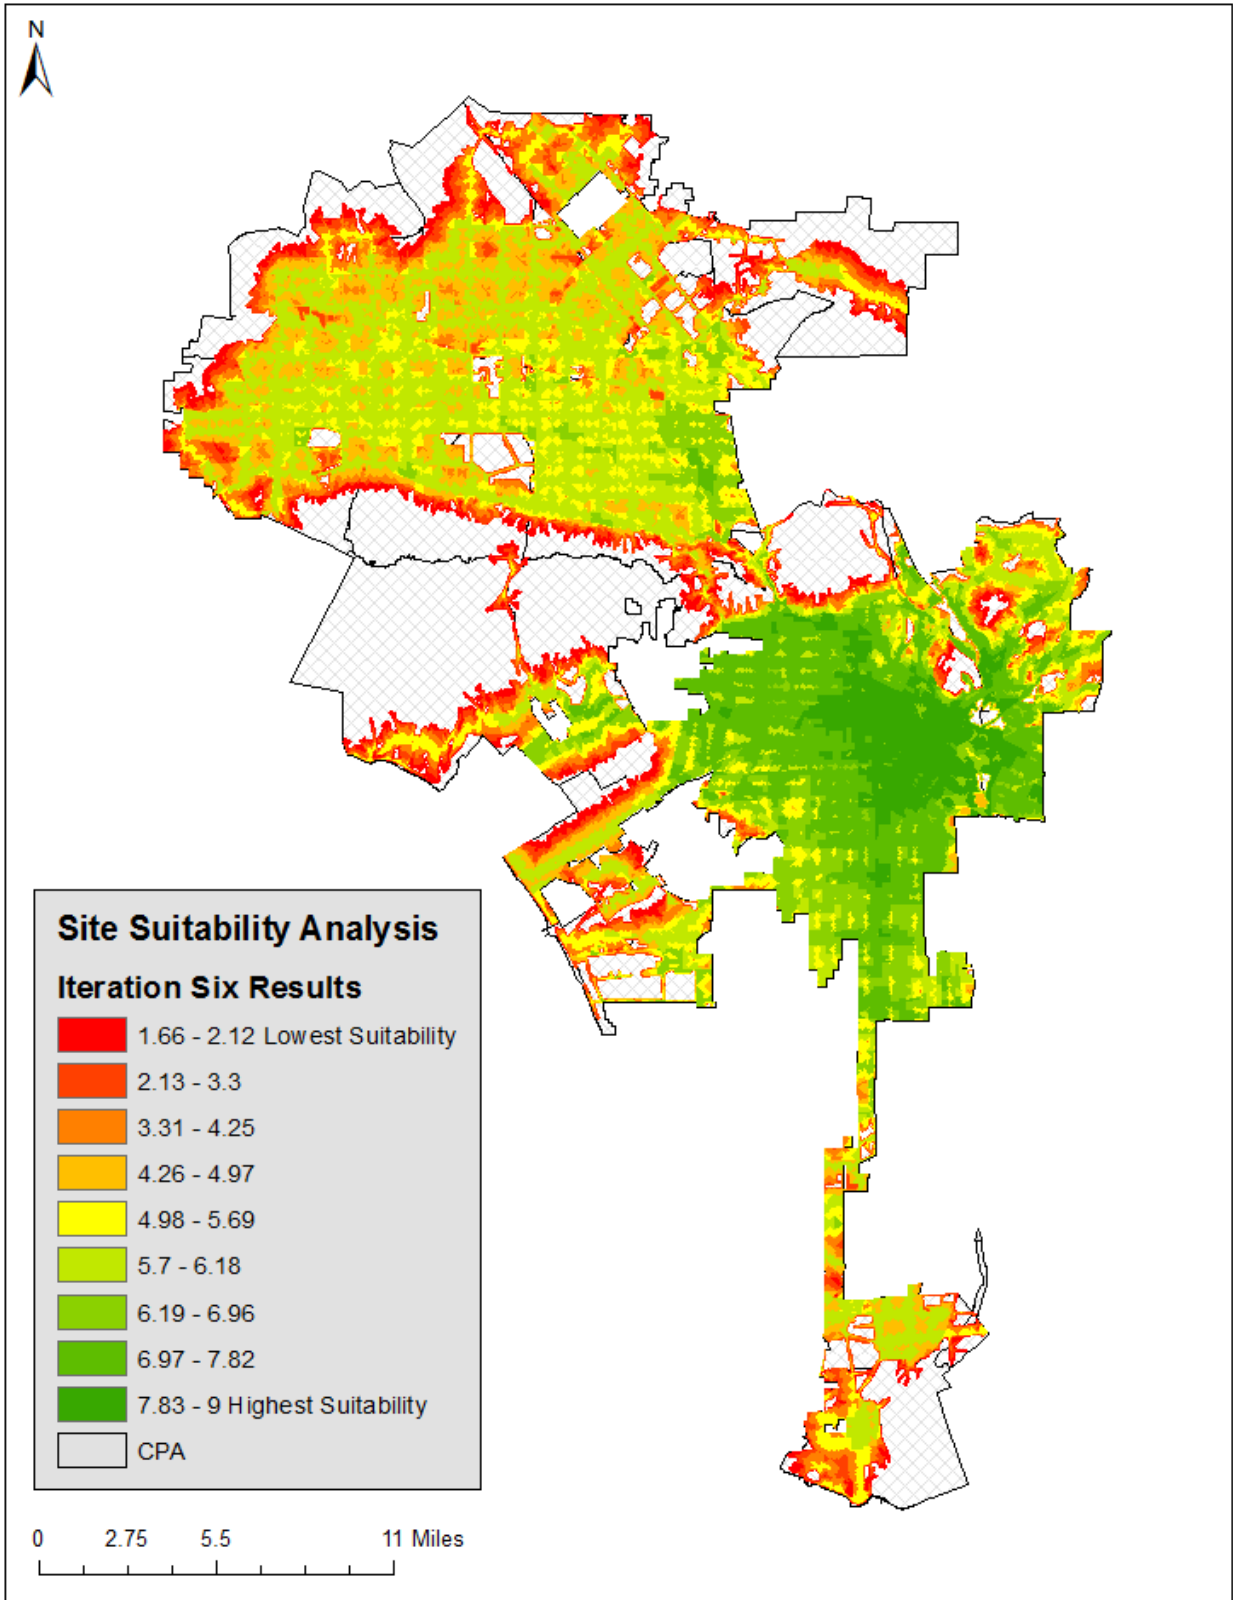 N
Site Suitability Analysis
Iteration Six Results
1.66 - 2.12 Lowest Suitability
2.13 - 3.3
3.31 - 4.25
4.26 - 4.97
4.98 - 5.69
5.7 - 6.18
6.19 - 6.96
6.97 - 7.82
7.83 - 9 Highest Suitability
CPA
0 2.75 5.5 11 Miles